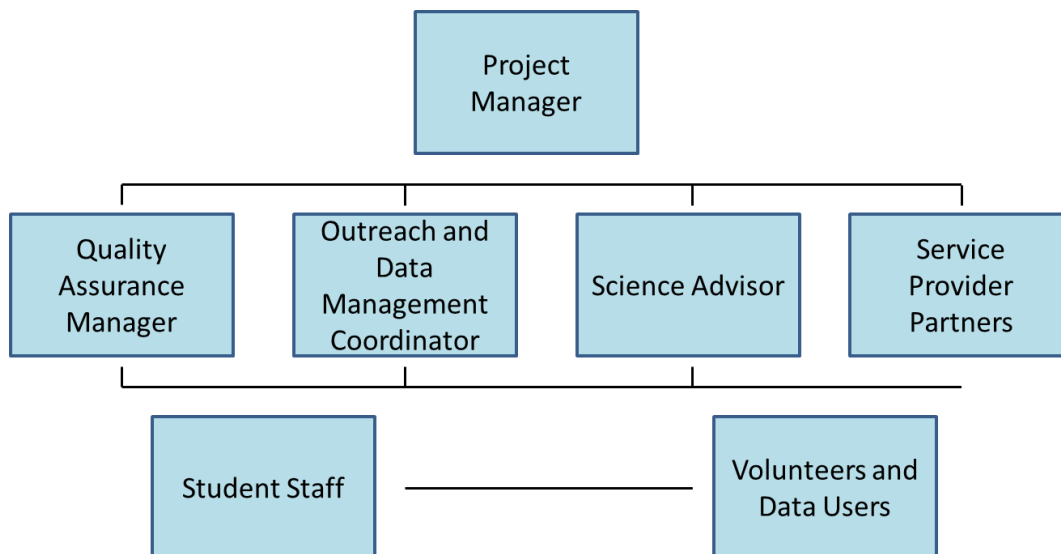 Project
Manager
Quality
Assurance
Manager
Outreach and
Data
Management
Coordinator
Science Advisor
Service
Provider
Partners
Student Staff
Volunteers and
Data Users